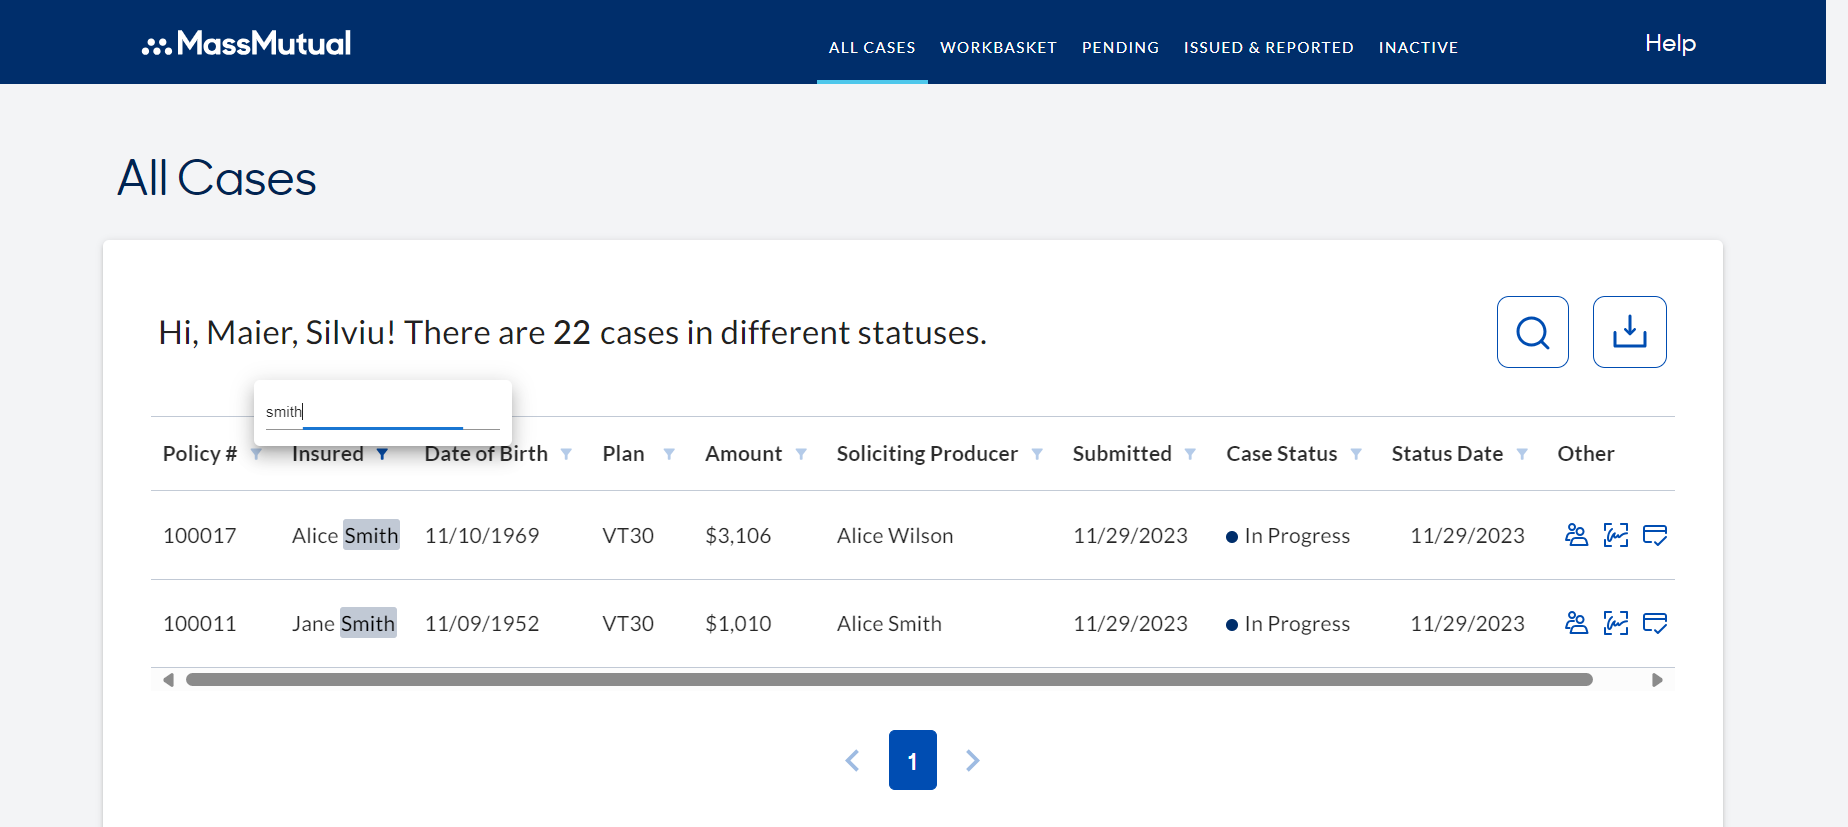 MassMutual
ALL CASES WORKBASKET PENDING ISSUED & REPORTED INACTIVE
Help
All Cases
Hi, Maier, Silviu! There are 22 cases in different statuses.
smith
Policy # Insured Date of Birth Plan Amount Soliciting Producer Submitted Case Status Status Date Other
100017 Alice Smith 11/10/1969 VT30 $3,106 Alice Wilson 11/29/2023 In Progress 11/29/2023
100011 Jane Smith 11/09/1952 VT30 $1,010 Alice Smith 11/29/2023 In Progress 11/29/2023
1